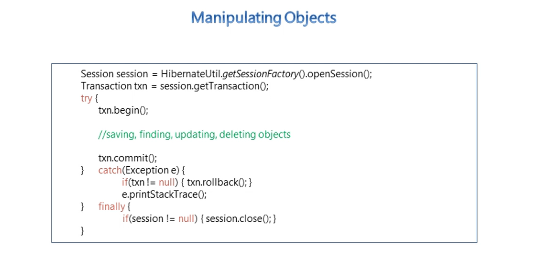 Manipulating Objects
Session session = HibernateUtil.getSessionFactory().openSession();
Transaction txn = session.getTransaction();
try {
txn.begin();
//saving, finding, updating, deleting objects
txn.commit();
} catch(Exception e) {
if(txn != null) { txn.rollback(); }
e.printStackTrace();
} finally {
if(session != null) { session.close(); }
}